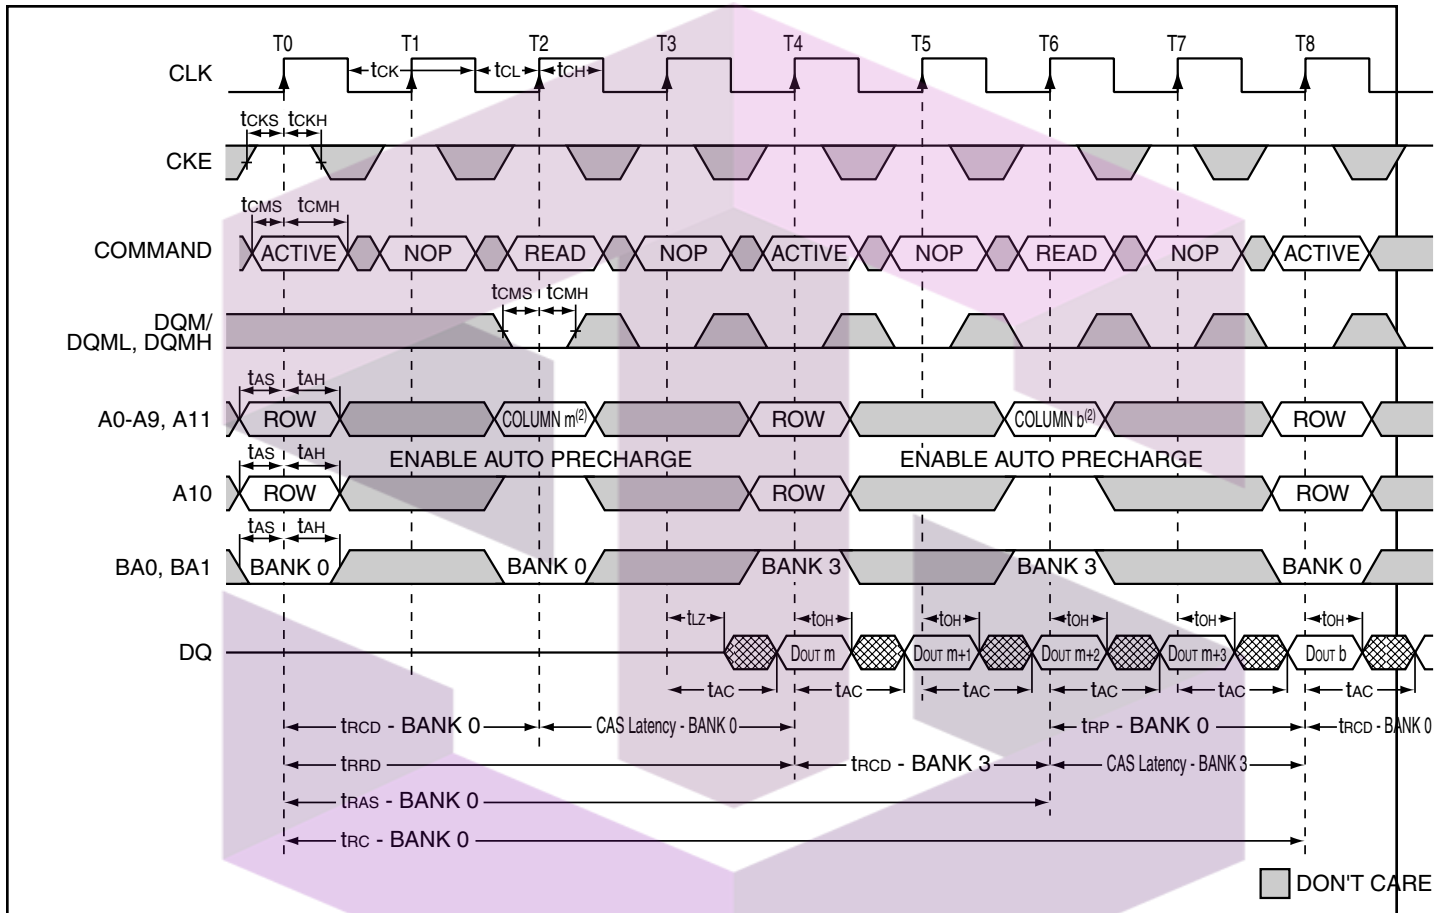 T0 T1 T2 T3 T4 T5 T6 T7 T8
CLK tCK tCL tCH
tCKS tCKH
CKE
tCMS tCMH
COMMAND ACTIVE NOP READ NOP ACTIVE NOP READ NOP ACTIVE
tCMS tCMH
DQM/
DQML, DQMH
tAS tAH
A0-A9, A11 ROW COLUMN m(2) ROW COLUMN b(2) ROW
tAS tAH ENABLE AUTO PRECHARGE ENABLE AUTO PRECHARGE
A10 ROW ROW ROW
tAS tAH
BA0, BA1 BANK 0 BANK 0 BANK 3 BANK 3 BANK 0
tLZ tOH tOH tOH tOH tOH
DQ DOUT m DOUT m+1 DOUT m+2 DOUT m+3 DOUT b
tAC tAC tAC tAC tAC tAC
tRCD - BANK 0 CAS Latency - BANK 0 tRP - BANK 0 tRCD - BANK 0
tRRD tRCD - BANK 3 CAS Latency - BANK 3
tRAS - BANK 0
tRC - BANK 0
DON'T CARE